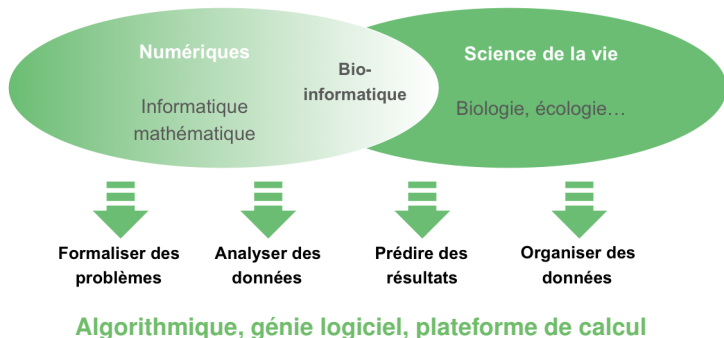 Numériques
Informatique
mathématique
Bio-
informatique
Science de la vie
Biologie, écologie…
Formaliser des
problèmes
Analyser des
données
Prédire des
résultats
Organiser des
données
Algorithmique, génie logiciel, plateforme de calcul